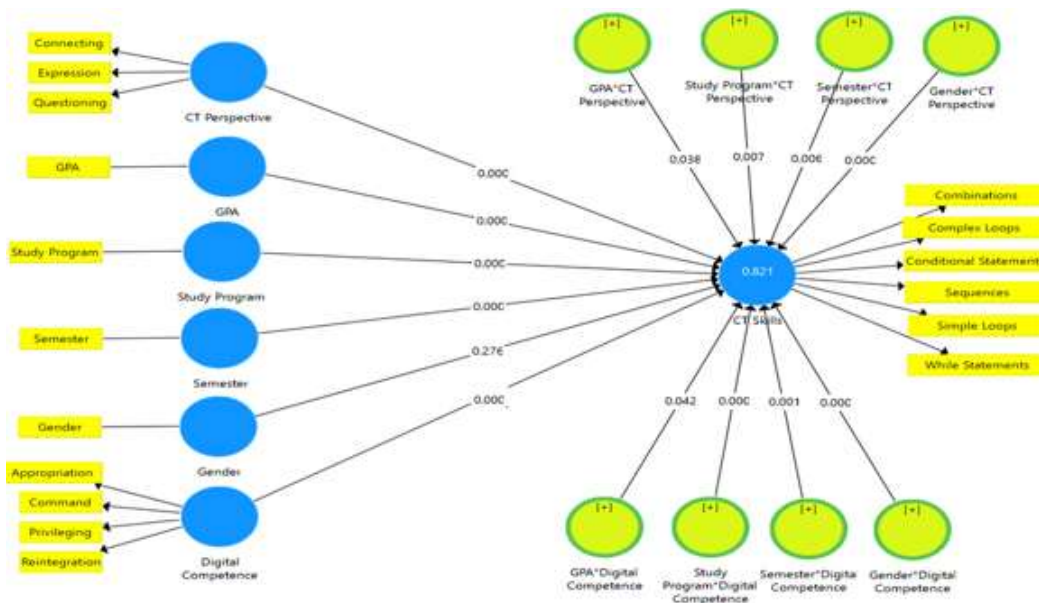 Connecting
Expression
Questioning
CT Perspective
GPA
GPA
Study Program
Study Program
Semester
Semester
Gender
Gender
Appropriation
Command
Privileging
Reintegration
Digital
Competence
0.000
0.000
0.000
0.000
0.276
0.000
[+]
GPA*CT
Perspective
[+]
Study Program*CT
Perspective
[+]
Semester*CT
Perspective
[+]
Gender*CT
Perspective
0.038
0.007
0.006
0.000
0.821
CT Skills
Combinations
Complex Loops
Conditional Statement
Sequences
Simple Loops
While Statements
0.042
0.000
0.001
0.000
[+]
GPA*Digital
Competence
[+]
Study
Program*Digital
Competence
[+]
Semester*Digital
Competence
[+]
Gender*Digital
Competence